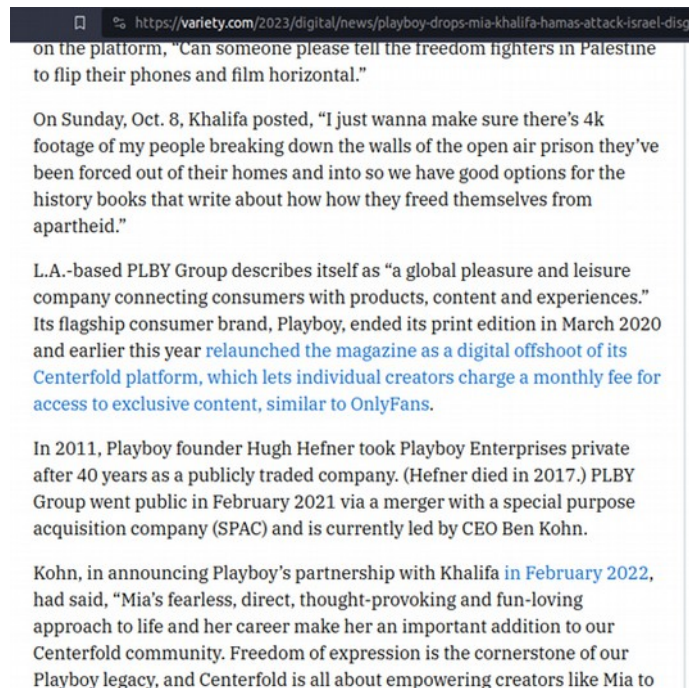 https://variety.com/2023/digital/news/playboy-drops-mia-khalifa-hamas-attack-israel-disg
on the platform, “Can someone please tell the freedom fighters in Palestine
to flip their phones and film horizontal.”
On Sunday, Oct. 8, Khalifa posted, “I just wanna make sure there’s 4k
footage of my people breaking down the walls of the open air prison they’ve
been forced out of their homes and into so we have good options for the
history books that write about how how they freed themselves from
apartheid.”
L.A.-based PLBY Group describes itself as “a global pleasure and leisure
company connecting consumers with products, content and experiences.”
Its flagship consumer brand, Playboy, ended its print edition in March 2020
and earlier this year relaunched the magazine as a digital offshoot of its
Centerfold platform, which lets individual creators charge a monthly fee for
access to exclusive content, similar to OnlyFans.
In 2011, Playboy founder Hugh Hefner took Playboy Enterprises private
after 40 years as a publicly traded company. (Hefner died in 2017.) PLBY
Group went public in February 2021 via a merger with a special purpose
acquisition company (SPAC) and is currently led by CEO Ben Kohn.
Kohn, in announcing Playboy’s partnership with Khalifa in February 2022,
had said, “Mia’s fearless, direct, thought-provoking and fun-loving
approach to life and her career make her an important addition to our
Centerfold community. Freedom of expression is the cornerstone of our
Playboy legacy, and Centerfold is all about empowering creators like Mia to